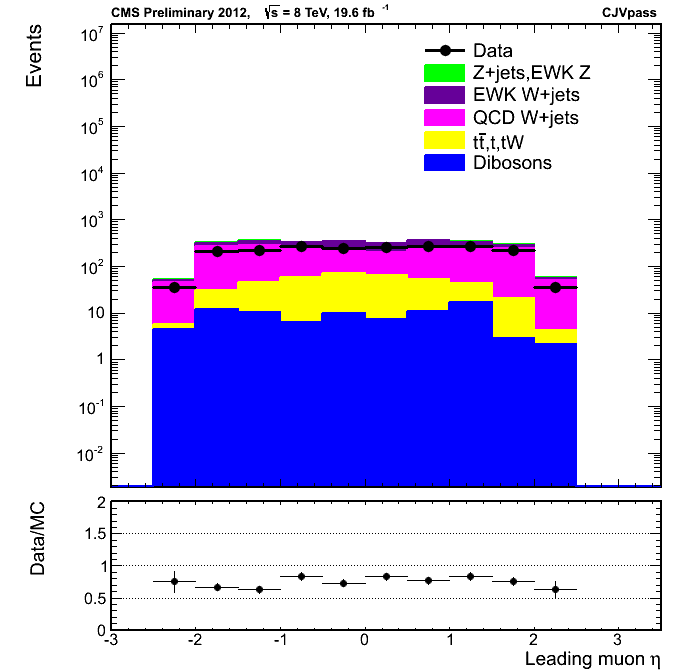 CMS Preliminary 2012, √s = 8 TeV, 19.6 fb⁻¹ CJVpass
Events
10⁷
10⁶
10⁵
10⁴
10³
10²
10
1
10⁻¹
10⁻²
Data
Z+jets,EWK Z
EWK W+jets
QCD W+jets
tt̄,t,tW
Dibosons
Data/MC
2
1.5
1
0.5
0
-3 -2 -1 0 1 2 3
Leading muon η